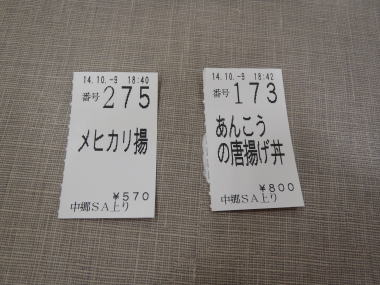 14.10.-9 18:40
番号 275
メヒカリ揚
¥570
中郷SA上り
14.10.-9 18:42
番号 173
あんこう
の唐揚げ丼
¥800
中郷SA上り